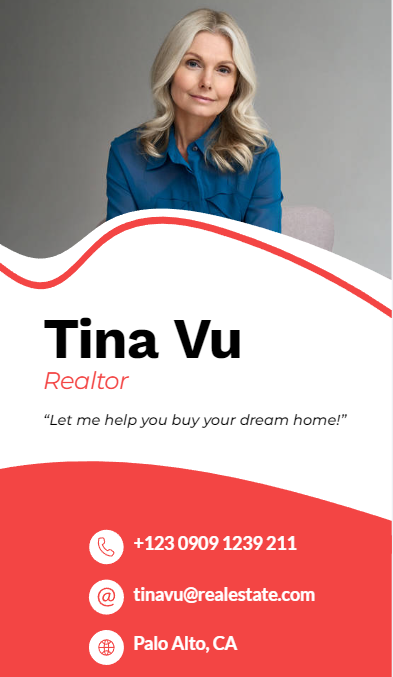 Tina Vu
Realtor
“Let me help you buy your dream home!”
+123 0909 1239 211
tinavu@realestate.com
Palo Alto, CA